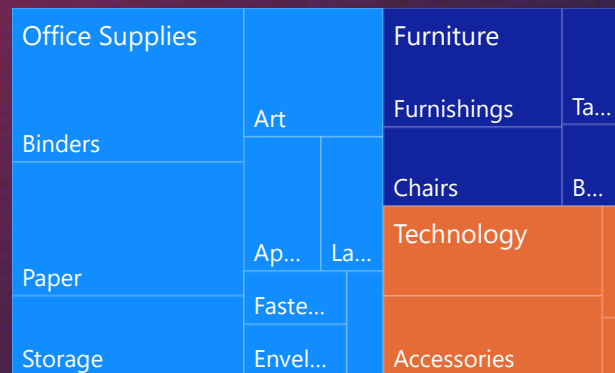 Office Supplies
Binders
Paper
Storage
Art
Ap...
La...
Faste...
Envel...
Furniture
Furnishings
Ta...
Chairs
B...
Technology
Accessories